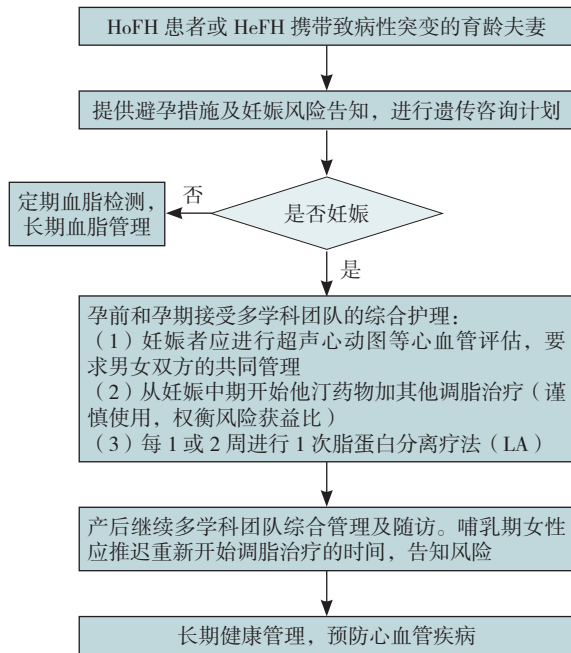 HoFH 患者或 HeFH 携带致病性突变的育龄夫妻
提供避孕措施及妊娠风险告知，进行遗传咨询计划
否
定期血脂检测，
长期血脂管理
是否妊娠
是
孕前和孕期接受多学科团队的综合护理：
（1）妊娠者应进行超声心动图等心血管评估，要
求男女双方的共同管理
（2）从妊娠中期开始他汀药物加其他调脂治疗（谨
慎使用，权衡风险获益比）
（3）每 1 或 2 周进行 1 次脂蛋白分离疗法（LA）
产后继续多学科团队综合管理及随访。哺乳期女性
应推迟重新开始调脂治疗的时间，告知风险
长期健康管理，预防心血管疾病